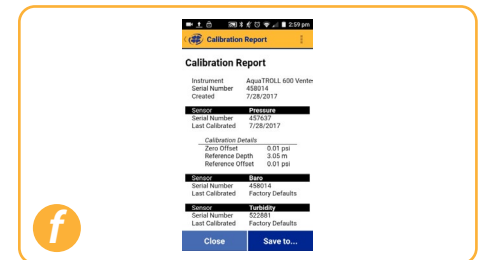 2:59 pm
Calibration Report
Calibration Report
Instrument AquaTROLL 600 Vente
Serial Number 458014
Created 7/28/2017
Sensor Pressure
Serial Number 457637
Last Calibrated 7/28/2017
Calibration Details
Zero Offset 0.01 psi
Reference Depth 3.05 m
Reference Offset 0.01 psi
Sensor Baro
Serial Number 458014
Last Calibrated Factory Defaults
Sensor Turbidity
Serial Number 522881
Last Calibrated Factory Defaults
Close Save to...
f